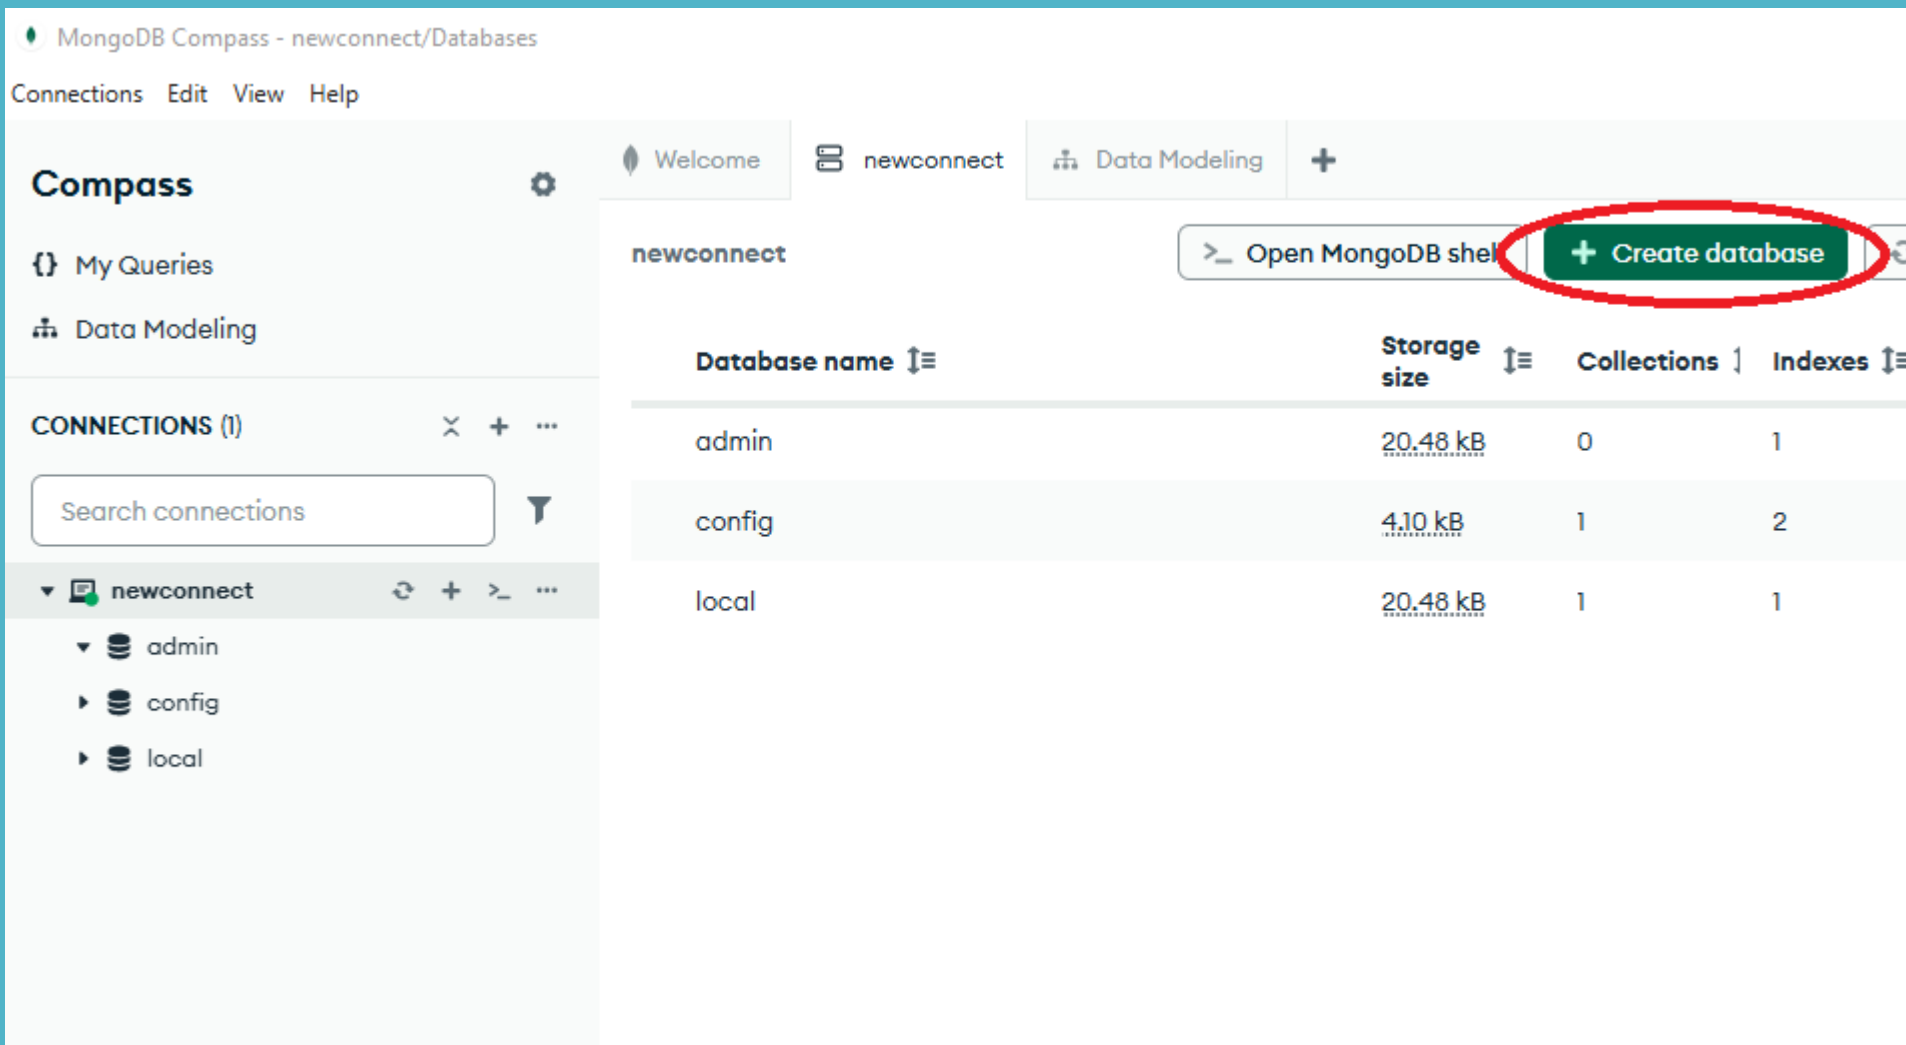 MongoDB Compass - newconnect/Databases
Connections Edit View Help
Compass
{} My Queries
Data Modeling
CONNECTIONS (1)
Search connections
newconnect
admin
config
local
Welcome newconnect Data Modeling
newconnect
>_ Open MongoDB shell + Create database
Database name Storage size Collections Indexes
admin 20.48 kB 0 1
config 4.10 kB 1 2
local 20.48 kB 1 1